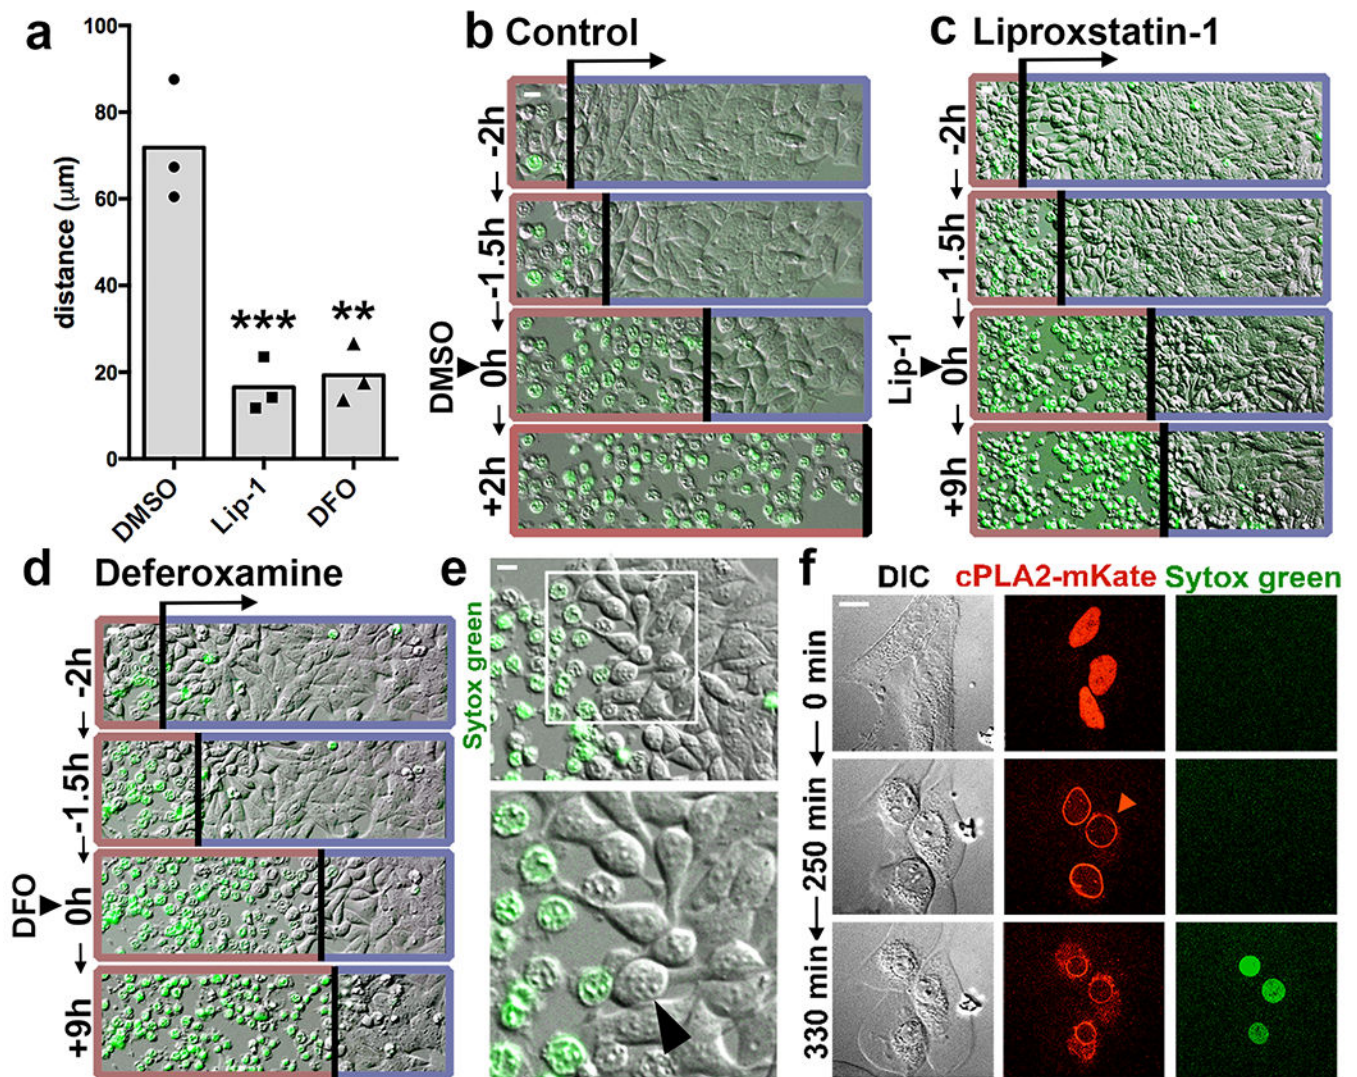 a
100
80
60
40
20
0
distance (μm)
***
**
DMSO
Lip-1
DFO
b Control
-2h
-1.5h
DMSO
0h
+2h
c Liproxstatin-1
-2h
-1.5h
Lip-1
0h
+9h
d Deferoxamine
-2h
-1.5h
DFO
0h
+9h
e
Sytox green
f
DIC cPLA2-mKate Sytox green
0 min
250 min
330 min